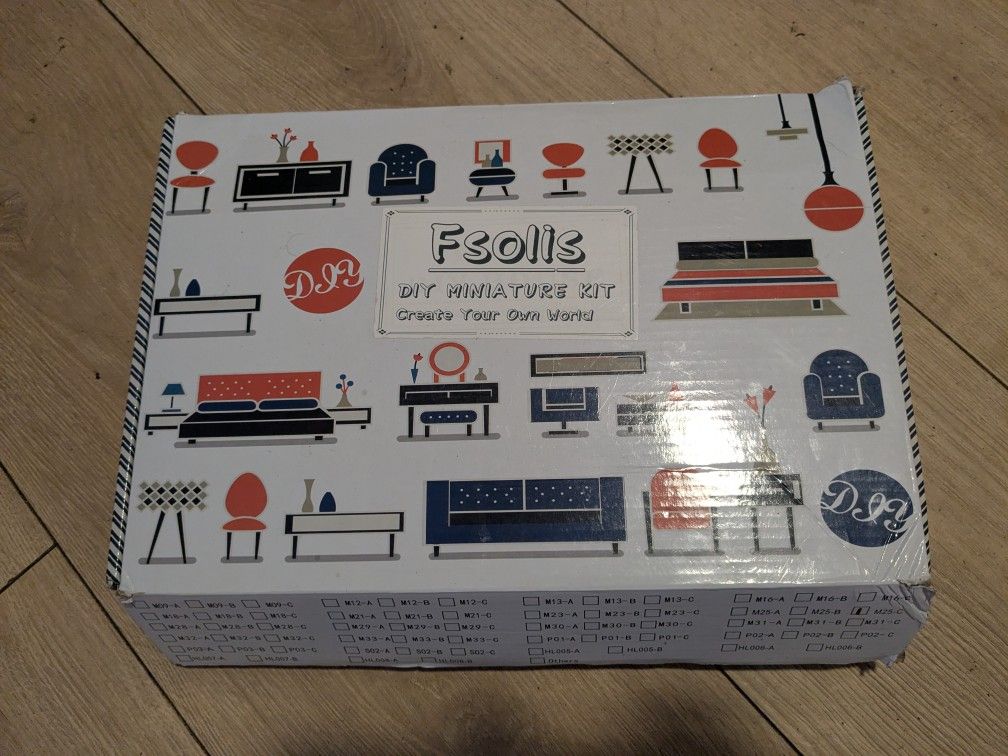 Fsolis
DIY
DIY MINIATURE KIT
Create Your Own World
DIY
M09-A M09-B M09-C M12-A M12-B M12-C M13-A M13-B M13-C M16-A M16-B M16-C
M18-A M18-B M18-C M21-A M21-B M21-C M23-A M23-B M23-C M25-A M25-B M25-C
M28-B M28-C M29-A M29-B M29-C M30-A M30-B M30-C M31-A M31-B M31-C
M32-A M32-B M32-C M33-A M33-B M33-C P01-A P01-B P01-C P02-A P02-B P02-C
P03-A P03-B P03-C S02-A S02-B S02-C HL005-A HL005-B HL006-A HL006-B
HL007-A HL007-B Others